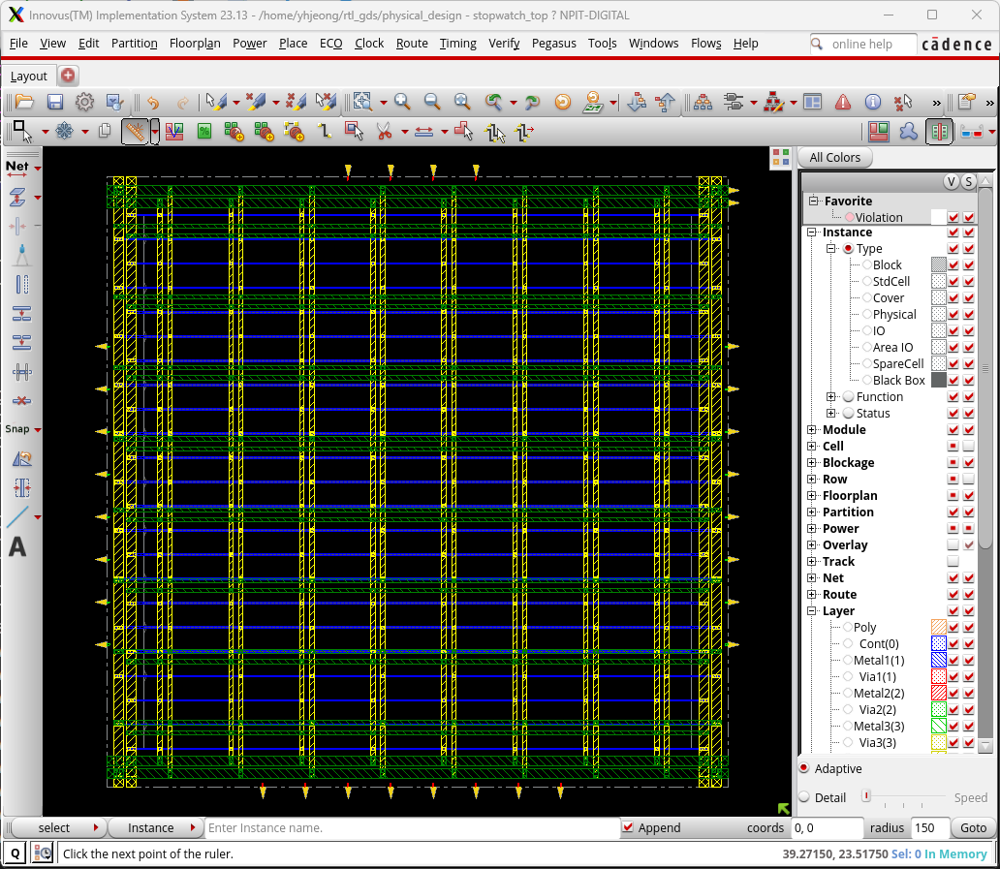 Innovus(TM) Implementation System 23.13 - /home/yhjeong/rtl_gds/physical_design - stopwatch_top ? NPIT-DIGITAL
File View Edit Partition Floorplan Power Place ECO Clock Route Timing Verify Pegasus Tools Windows Flows Help online help cādence
Layout
»
»
Net
Snap
A
All Colors
V S
Favorite
Violation
Instance
Type
Block
StdCell
Cover
Physical
IO
Area IO
SpareCell
Black Box
Function
Status
Module
Cell
Blockage
Row
Floorplan
Partition
Power
Overlay
Track
Net
Route
Layer
Poly
Cont(0)
Metal1(1)
Via1(1)
Metal2(2)
Via2(2)
Metal3(3)
Via3(3)
Adaptive
Detail Speed
select Instance Enter Instance name. Append coords 0, 0 radius 150 Goto
Q Click the next point of the ruler. 39.27150, 23.51750 Sel: 0 In Memory